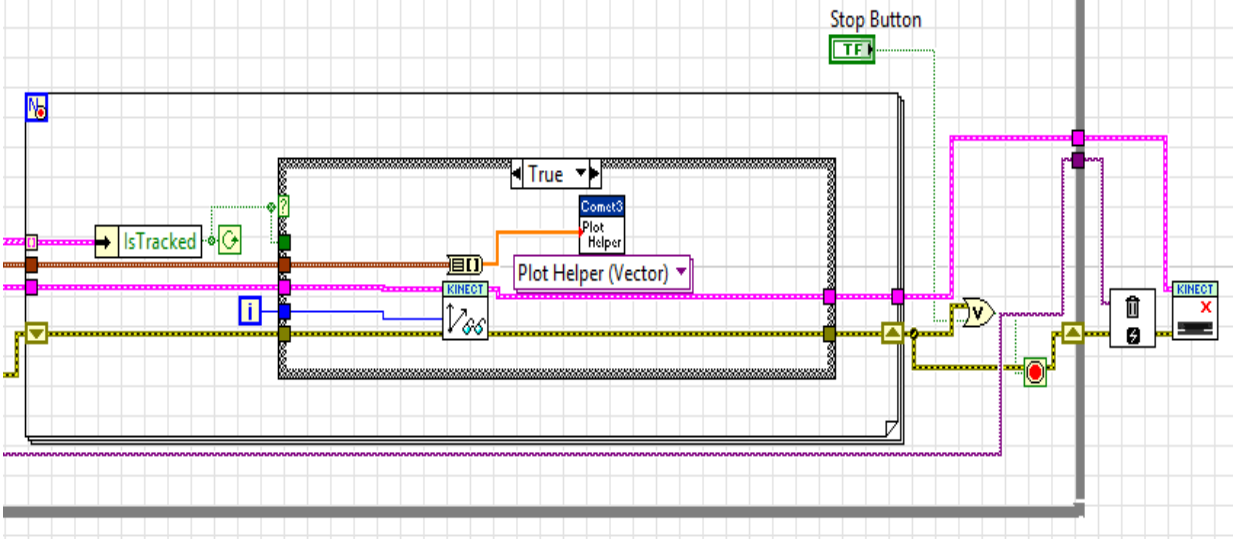 Stop Button
TF
N
True
Comet3
Plot
Helper
?
IsTracked
Plot Helper (Vector)
KINECT
i
V
KINECT
X